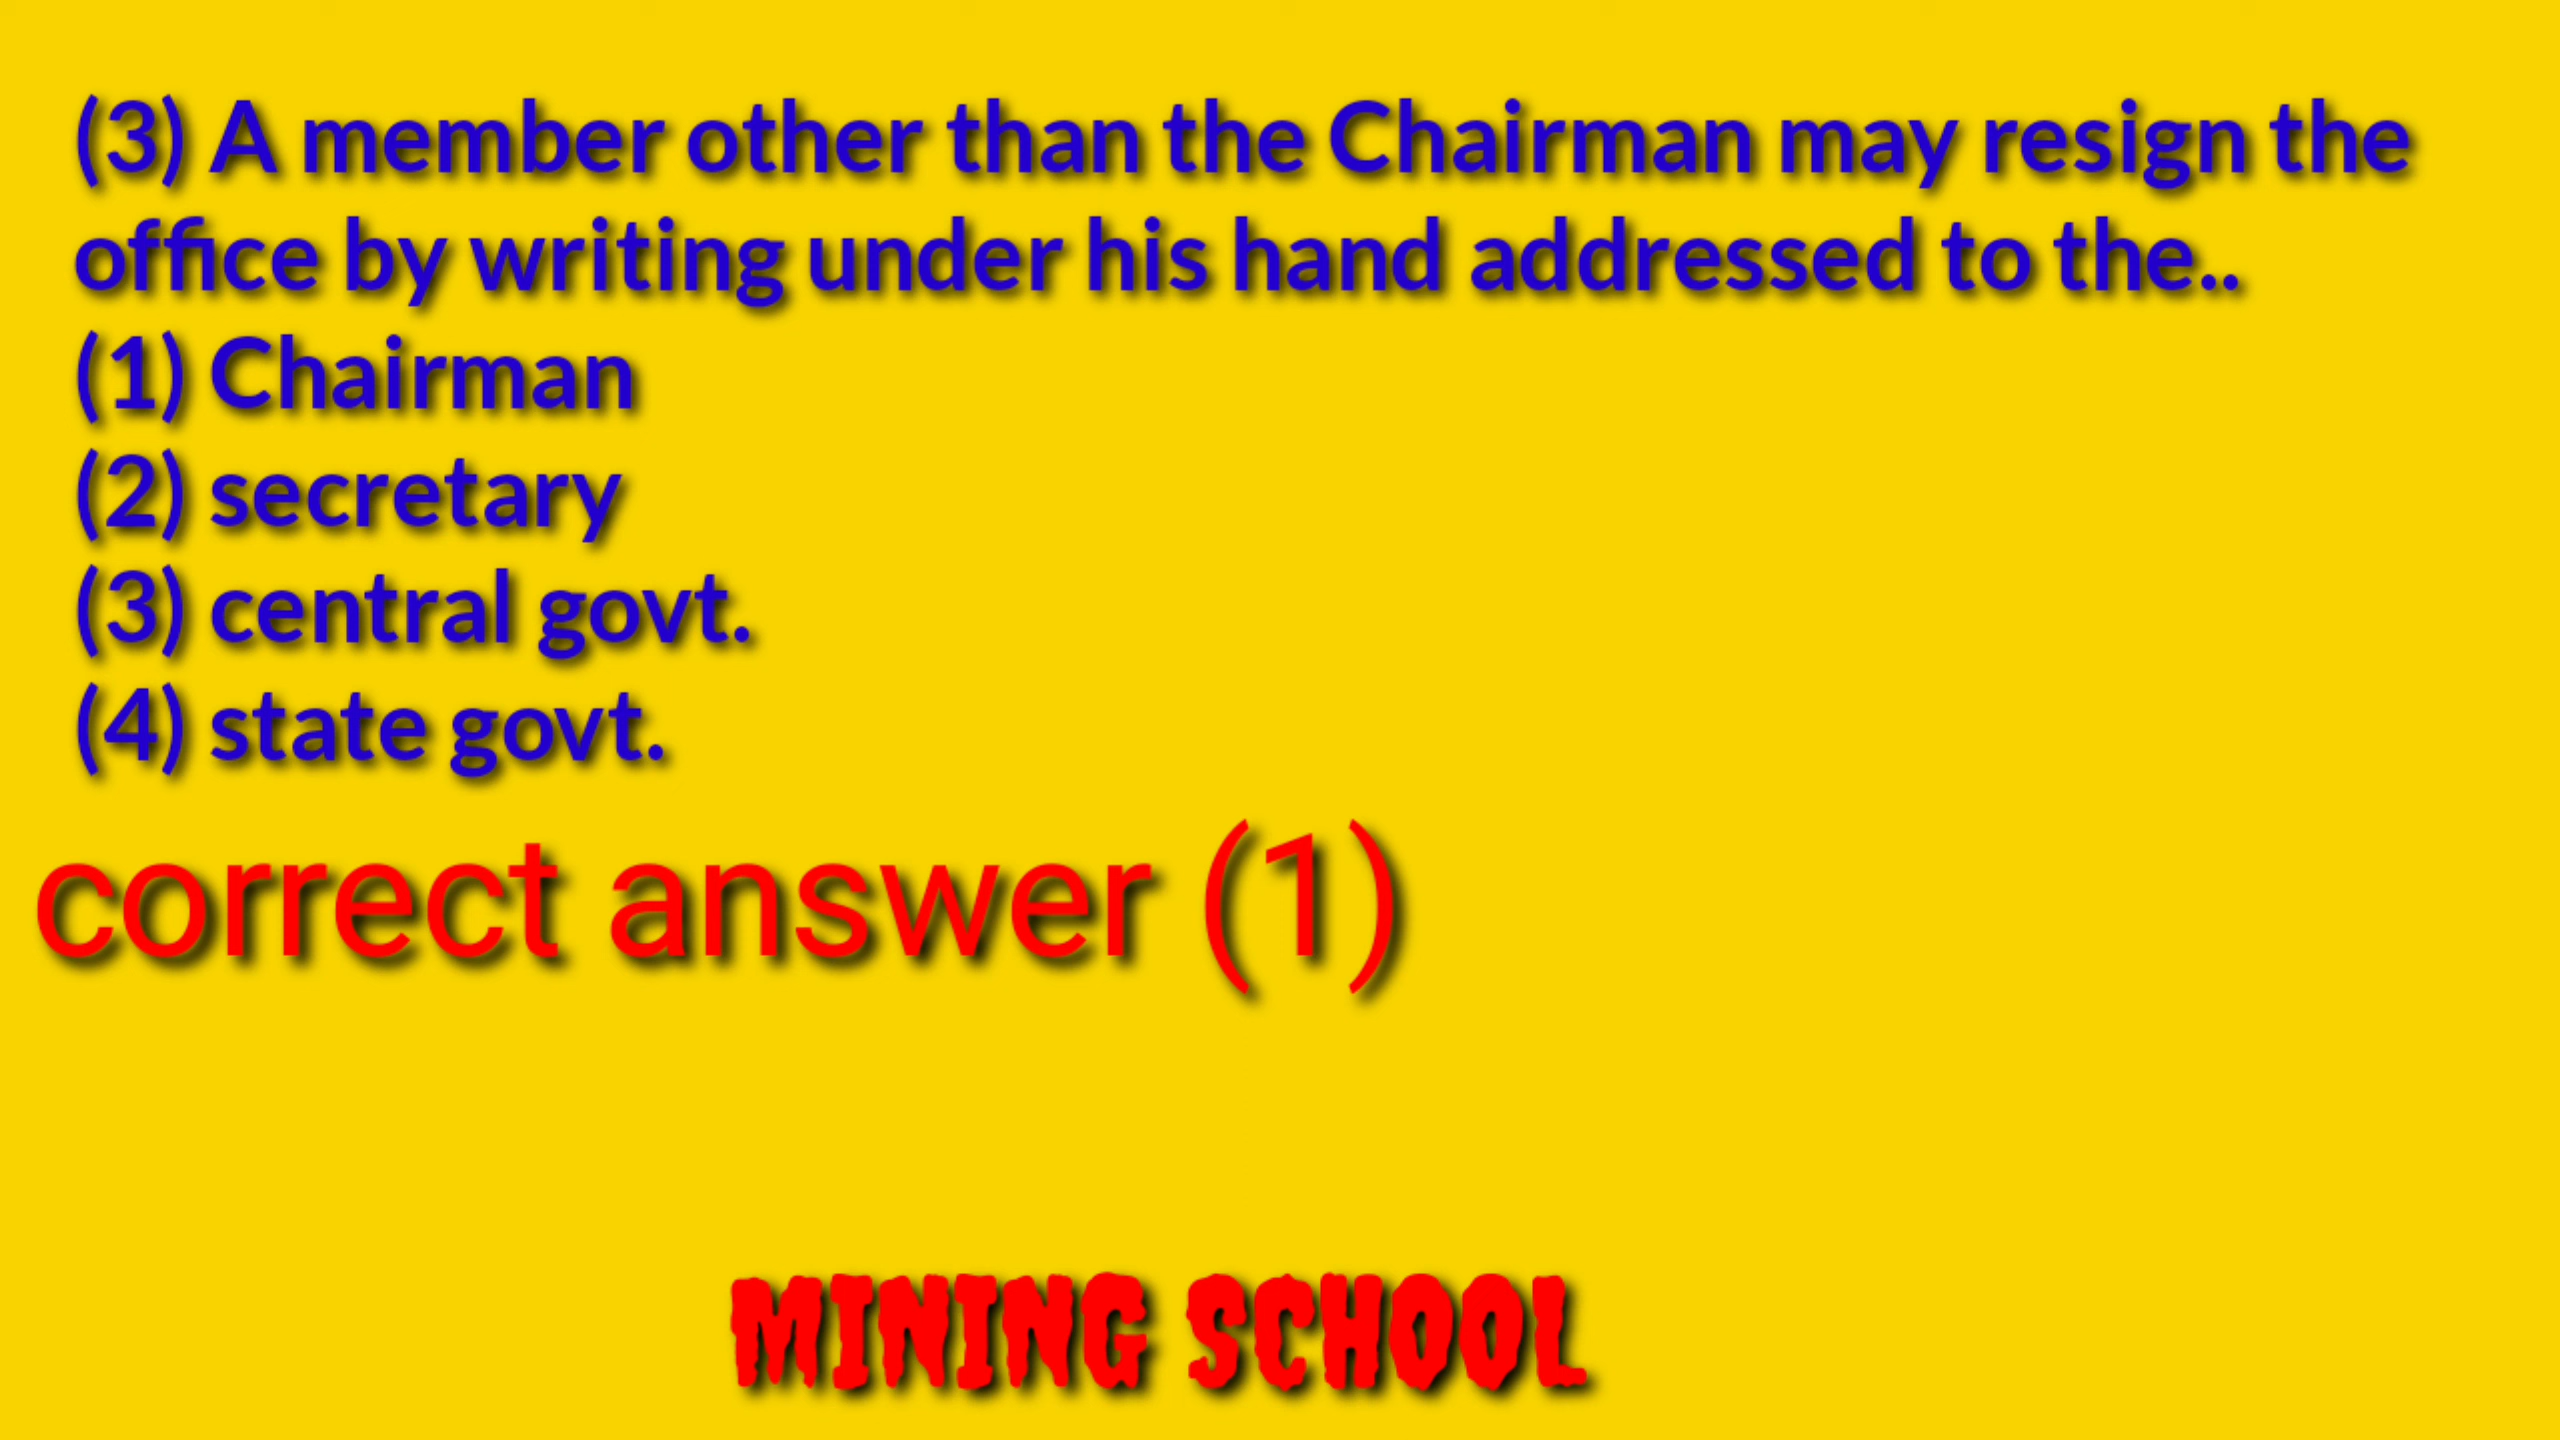 (3) A member other than the Chairman may resign the
office by writing under his hand addressed to the..
(1) Chairman
(2) secretary
(3) central govt.
(4) state govt.
correct answer (1)
MINING SCHOOL